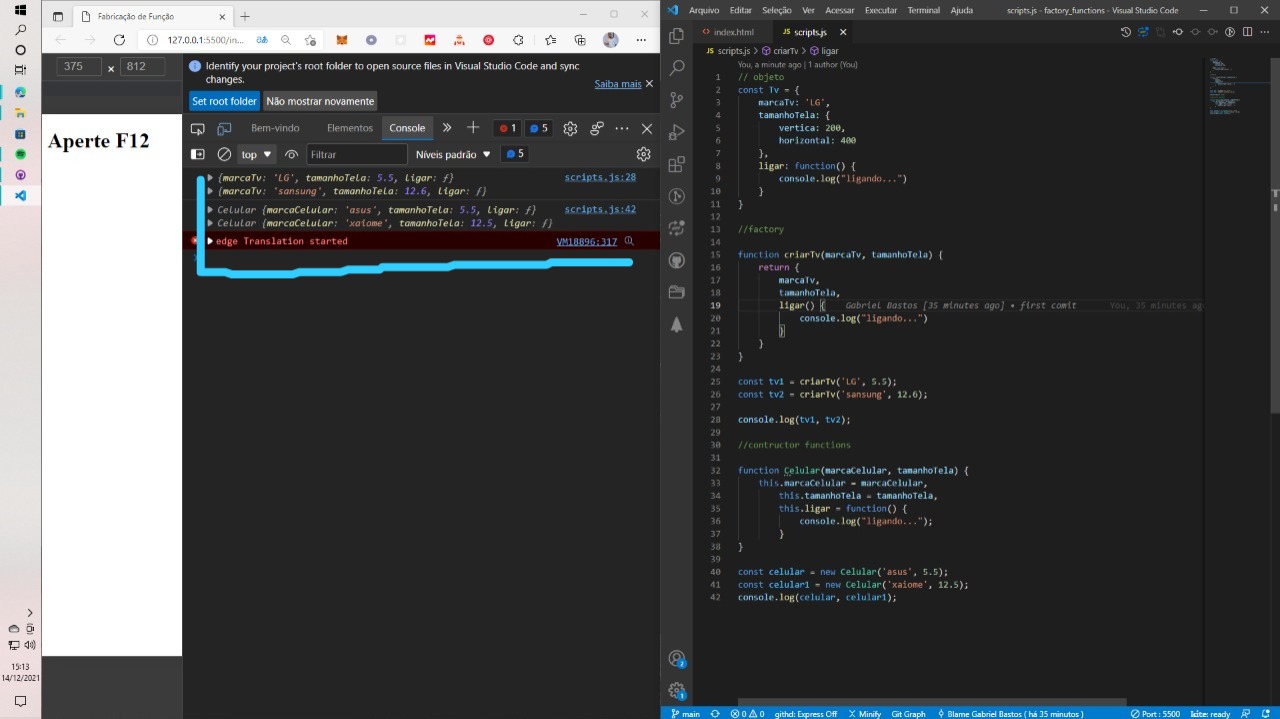 Fabricação de Função
127.0.0.1:5500/in...
375 × 812
Aperte F12
Identify your project's root folder to open source files in Visual Studio Code and sync
changes.
Saiba mais
Set root folder
Não mostrar novamente
Bem-vindo
Elementos
Console
1
5
top
Filtrar
Níveis padrão
5
{marcaTv: 'LG', tamanhoTela: 5.5, ligar: ƒ} scripts.js:28
{marcaTv: 'sansung', tamanhoTela: 12.6, ligar: ƒ}
Celular {marcaCelular: 'asus', tamanhoTela: 5.5, ligar: ƒ} scripts.js:42
Celular {marcaCelular: 'xaiome', tamanhoTela: 12.5, ligar: ƒ}
edge Translation started VM18896:317
15:13
14/12/2021
Arquivo Editar Seleção Ver Acessar Executar Terminal Ajuda
scripts.js - factory_functions - Visual Studio Code
index.html
scripts.js
scripts.js > criarTv > ligar
You, a minute ago | 1 author (You)
1 // objeto
2 const Tv = {
3 marcaTv: 'LG',
4 tamanhoTela: {
5 vertica: 200,
6 horizontal: 400
7 },
8 ligar: function() {
9 console.log("ligando...")
10 }
11 }
12
13 //factory
14
15 function criarTv(marcaTv, tamanhoTela) {
16 return {
17 marcaTv,
18 tamanhoTela,
19 ligar() { Gabriel Bastos [35 minutes ago] • first comit You, 35 minutes ag
20 console.log("ligando...")
21 }
22 }
23 }
24
25 const tv1 = criarTv('LG', 5.5);
26 const tv2 = criarTv('sansung', 12.6);
27
28 console.log(tv1, tv2);
29
30 //contructor functions
31
32 function Celular(marcaCelular, tamanhoTela) {
33 this.marcaCelular = marcaCelular,
34 this.tamanhoTela = tamanhoTela,
35 this.ligar = function() {
36 console.log("ligando...");
37 }
38 }
39
40 const celular = new Celular('asus', 5.5);
41 const celular1 = new Celular('xaiome', 12.5);
42 console.log(celular, celular1);
2
1
main
0 0
githd: Express Off
Minify
Git Graph
Blame Gabriel Bastos ( há 35 minutos )
Port : 5500
kite: ready